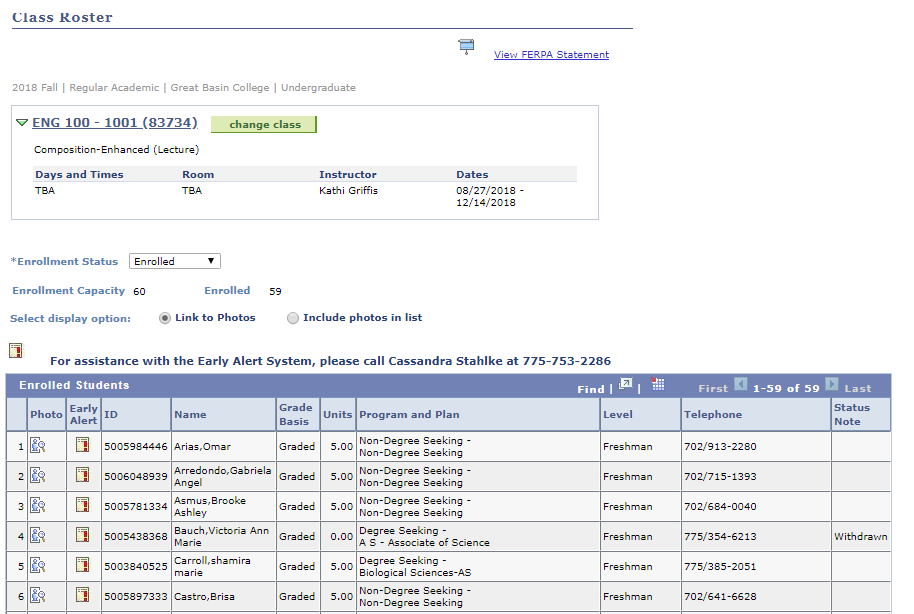 Class Roster
View FERPA Statement
2018 Fall | Regular Academic | Great Basin College | Undergraduate
ENG 100 - 1001 (83734) change class
Composition-Enhanced (Lecture)
Days and Times Room Instructor Dates
TBA TBA Kathi Griffis 08/27/2018 -
12/14/2018
*Enrollment Status Enrolled
Enrollment Capacity 60 Enrolled 59
Select display option: Link to Photos Include photos in list
For assistance with the Early Alert System, please call Cassandra Stahlke at 775-753-2286
Enrolled Students Find | | First 1-59 of 59 Last
Photo Early Alert ID Name Grade Basis Units Program and Plan Level Telephone Status Note
1 5005984446 Arias,Omar Graded 5.00 Non-Degree Seeking - Non-Degree Seeking Freshman 702/913-2280
2 5006048939 Arredondo,Gabriela Angel Graded 5.00 Non-Degree Seeking - Non-Degree Seeking Freshman 702/715-1393
3 5005781334 Asmus,Brooke Ashley Graded 5.00 Non-Degree Seeking - Non-Degree Seeking Freshman 702/684-0040
4 5005438368 Bauch,Victoria Ann Marie Graded 0.00 Degree Seeking - A S - Associate of Science Freshman 775/354-6213 Withdrawn
5 5003840525 Carroll,shamira marie Graded 5.00 Degree Seeking - Biological Sciences-AS Freshman 775/385-2051
6 5005897333 Castro,Brisa Graded 5.00 Non-Degree Seeking - Non-Degree Seeking Freshman 702/641-6628